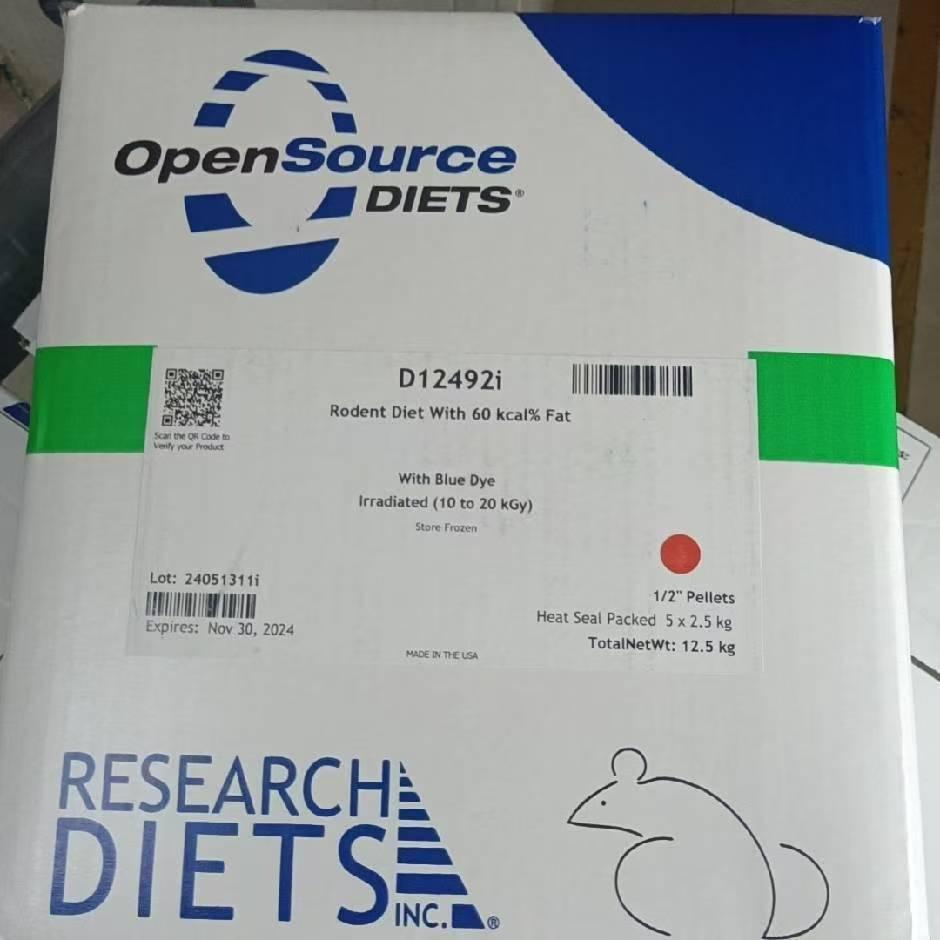 OpenSource
DIETS®
D12492i
Rodent Diet With 60 kcal% Fat
Scan the QR Code to
Verify your Product
With Blue Dye
Irradiated (10 to 20 kGy)
Store Frozen
Lot: 24051311i
Expires: Nov 30, 2024
1/2" Pellets
Heat Seal Packed 5 x 2.5 kg
TotalNetWt: 12.5 kg
MADE IN THE USA
RESEARCH
DIETS
INC.®